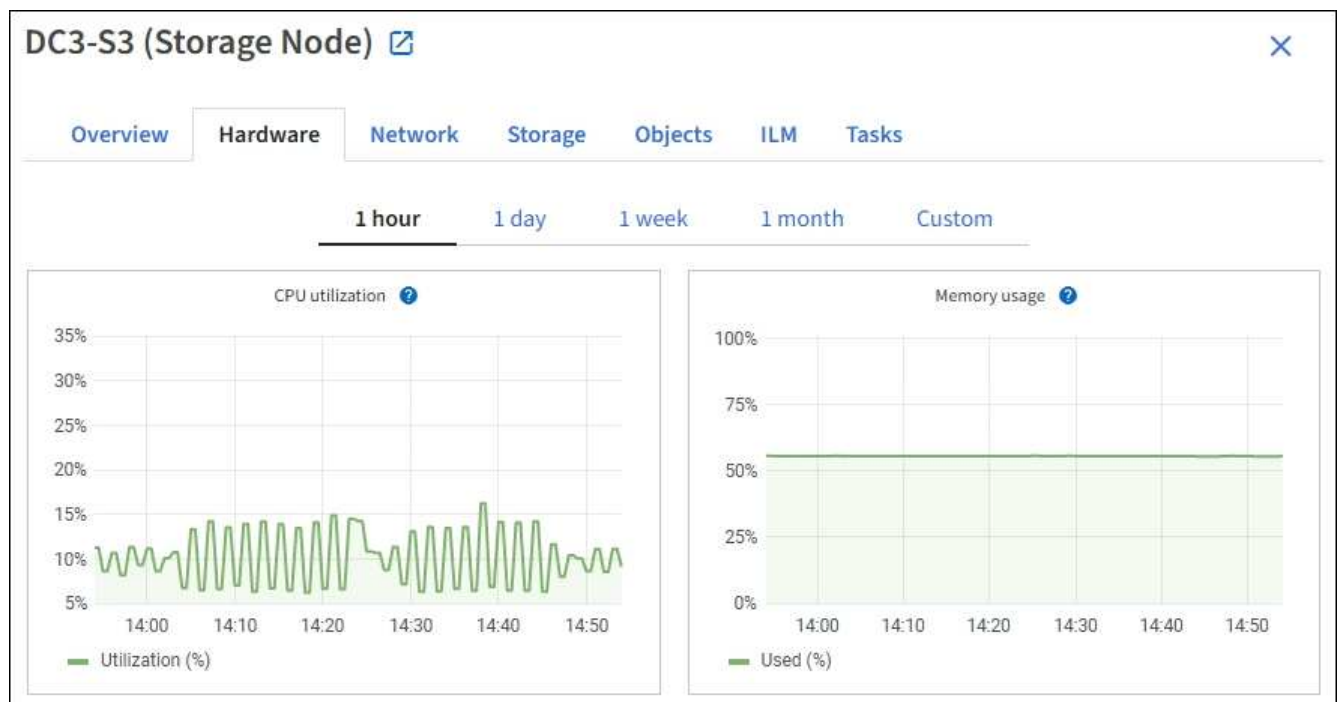 DC3-S3 (Storage Node)
Overview Hardware Network Storage Objects ILM Tasks
1 hour 1 day 1 week 1 month Custom
CPU utilization ?
35%
30%
25%
20%
15%
10%
5%
14:00 14:10 14:20 14:30 14:40 14:50
Utilization (%)
Memory usage ?
100%
75%
50%
25%
0%
14:00 14:10 14:20 14:30 14:40 14:50
Used (%)